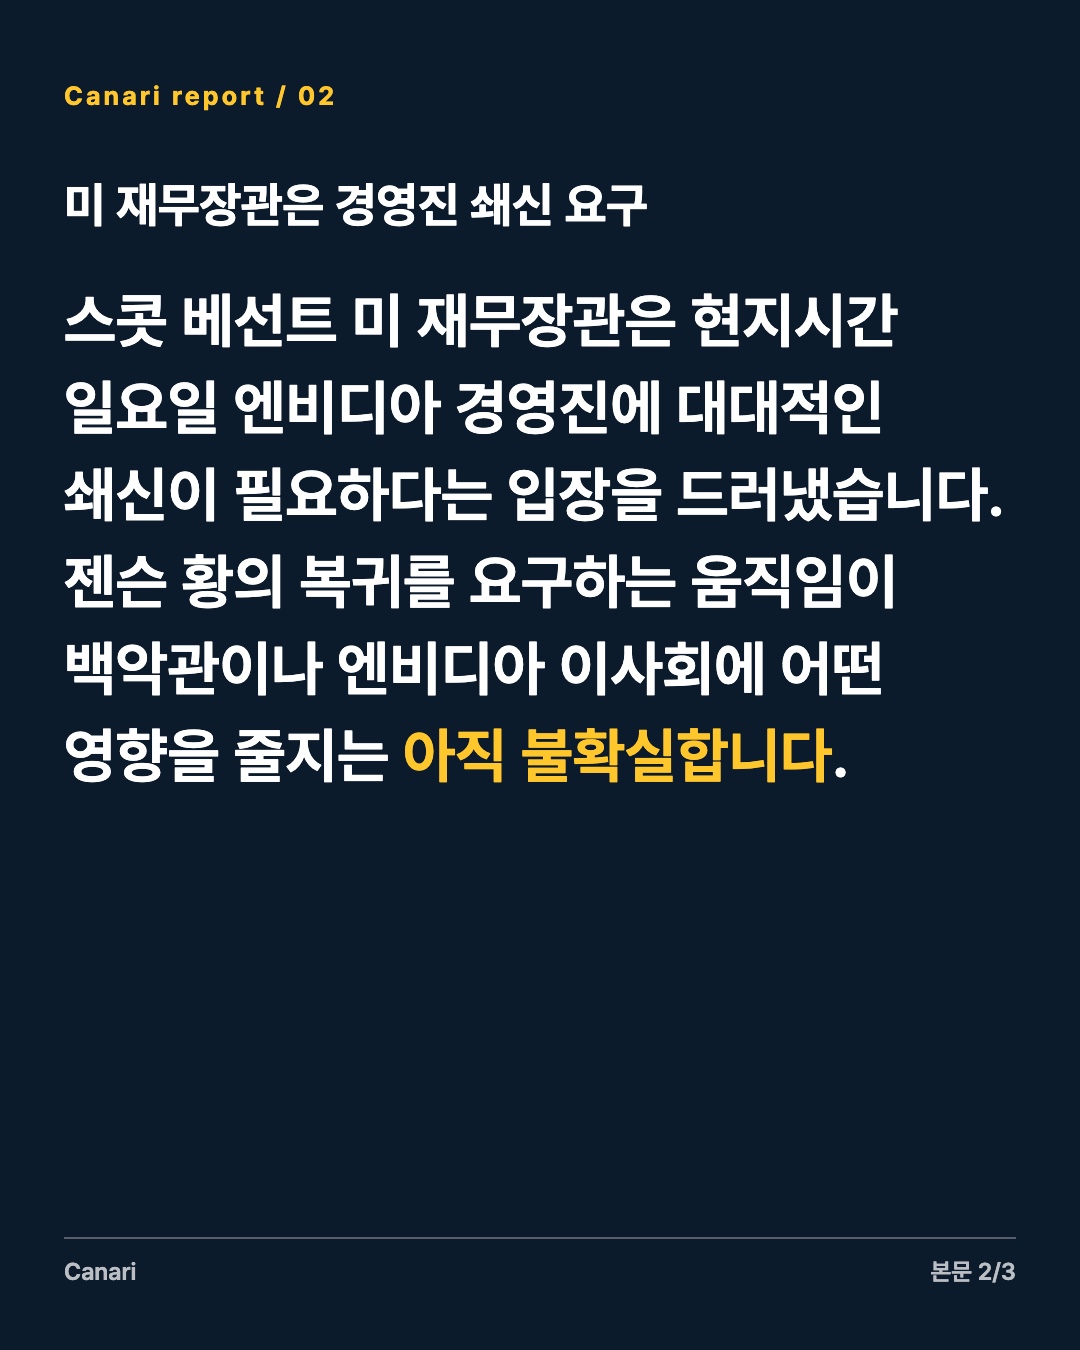 Canari report / 02
미 재무장관은 경영진 쇄신 요구
스콧 베선트 미 재무장관은 현지시간
일요일 엔비디아 경영진에 대대적인
쇄신이 필요하다는 입장을 드러냈습니다.
젠슨 황의 복귀를 요구하는 움직임이
백악관이나 엔비디아 이사회에 어떤
영향을 줄지는 아직 불확실합니다.
Canari
본문 2/3